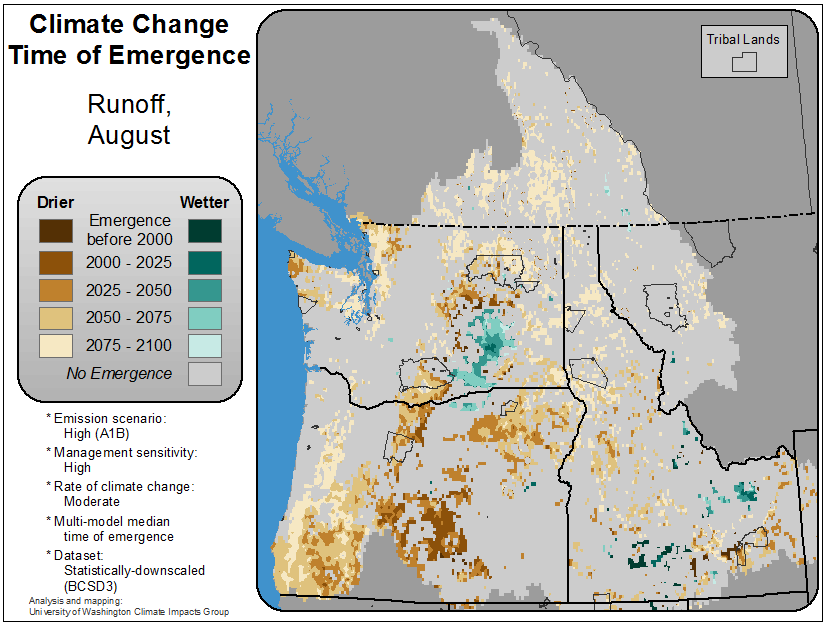 Climate Change
Time of Emergence
Runoff,
August
Tribal Lands
Drier Wetter
Emergence
before 2000
2000 - 2025
2025 - 2050
2050 - 2075
2075 - 2100
No Emergence
* Emission scenario:
High (A1B)
* Management sensitivity:
High
* Rate of climate change:
Moderate
* Multi-model median
time of emergence
* Dataset:
Statistically-downscaled
(BCSD3)
Analysis and mapping:
University of Washington Climate Impacts Group